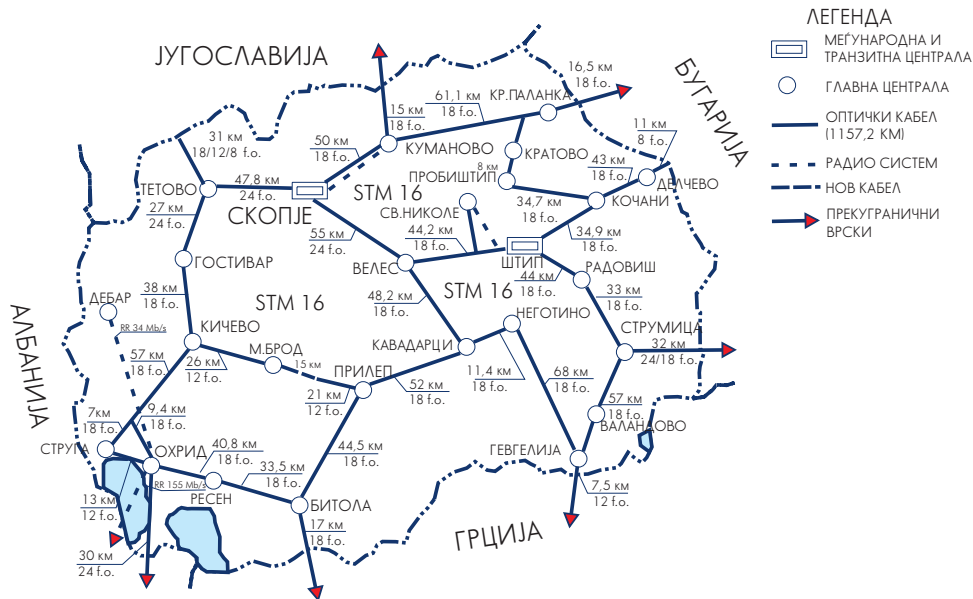 ЛЕГЕНДА
МЕЃУНАРОДНА И
ТРАНЗИТНА ЦЕНТРАЛА
ГЛАВНА ЦЕНТРАЛА
ОПТИЧКИ КАБЕЛ
(1157,2 КМ)
РАДИО СИСТЕМ
НОВ КАБЕЛ
ПРЕКУГРАНИЧНИ
ВРСКИ
ЈУГОСЛАВИЈА
БУГАРИЈА
16,5 км
18 f.o.
КР.ПАЛАНКА
61,1 км
18 f.o.
15 км
18 f.o.
11 км
8 f.o.
31 км
18/12/8 f.o.
50 км
18 f.o.
КУМАНОВО
КРАТОВО
8 км
ПРОБИШТИП
43 км
18 f.o.
ДЕЛЧЕВО
КОЧАНИ
ТЕТОВО
47,8 км
24 f.o.
STM 16
СКОПЈЕ
СВ.НИКОЛЕ
34,7 км
18 f.o.
27 км
24 f.o.
55 км
24 f.o.
44,2 км
18 f.o.
34,9 км
18 f.o.
ШТИП
ГОСТИВАР
ВЕЛЕС
44 км
18 f.o.
РАДОВИШ
38 км
18 f.o.
STM 16
48,2 км
18 f.o.
STM 16
33 км
18 f.o.
ДЕБАР
RR 34 Mb/s
НЕГОТИНО
КИЧЕВО
СТРУМИЦА
32 км
24/18 f.o.
АЛБАНИЈА
М.БРОД
15 км
КАВАДАРЦИ
57 км
18 f.o.
26 км
12 f.o.
ПРИЛЕП
11,4 км
18 f.o.
68 км
18 f.o.
21 км
12 f.o.
52 км
18 f.o.
57 км
18 f.o.
ВАЛАНДОВО
7км
18 f.o.
9,4 км
18 f.o.
СТРУГА
ОХРИД
40,8 км
18 f.o.
44,5 км
18 f.o.
ГЕВГЕЛИЈА
33,5 км
18 f.o.
RR 155 Mb/s
РЕСЕН
7,5 км
12 f.o.
13 км
12 f.o.
БИТОЛА
17 км
18 f.o.
ГРЦИЈА
30 км
24 f.o.